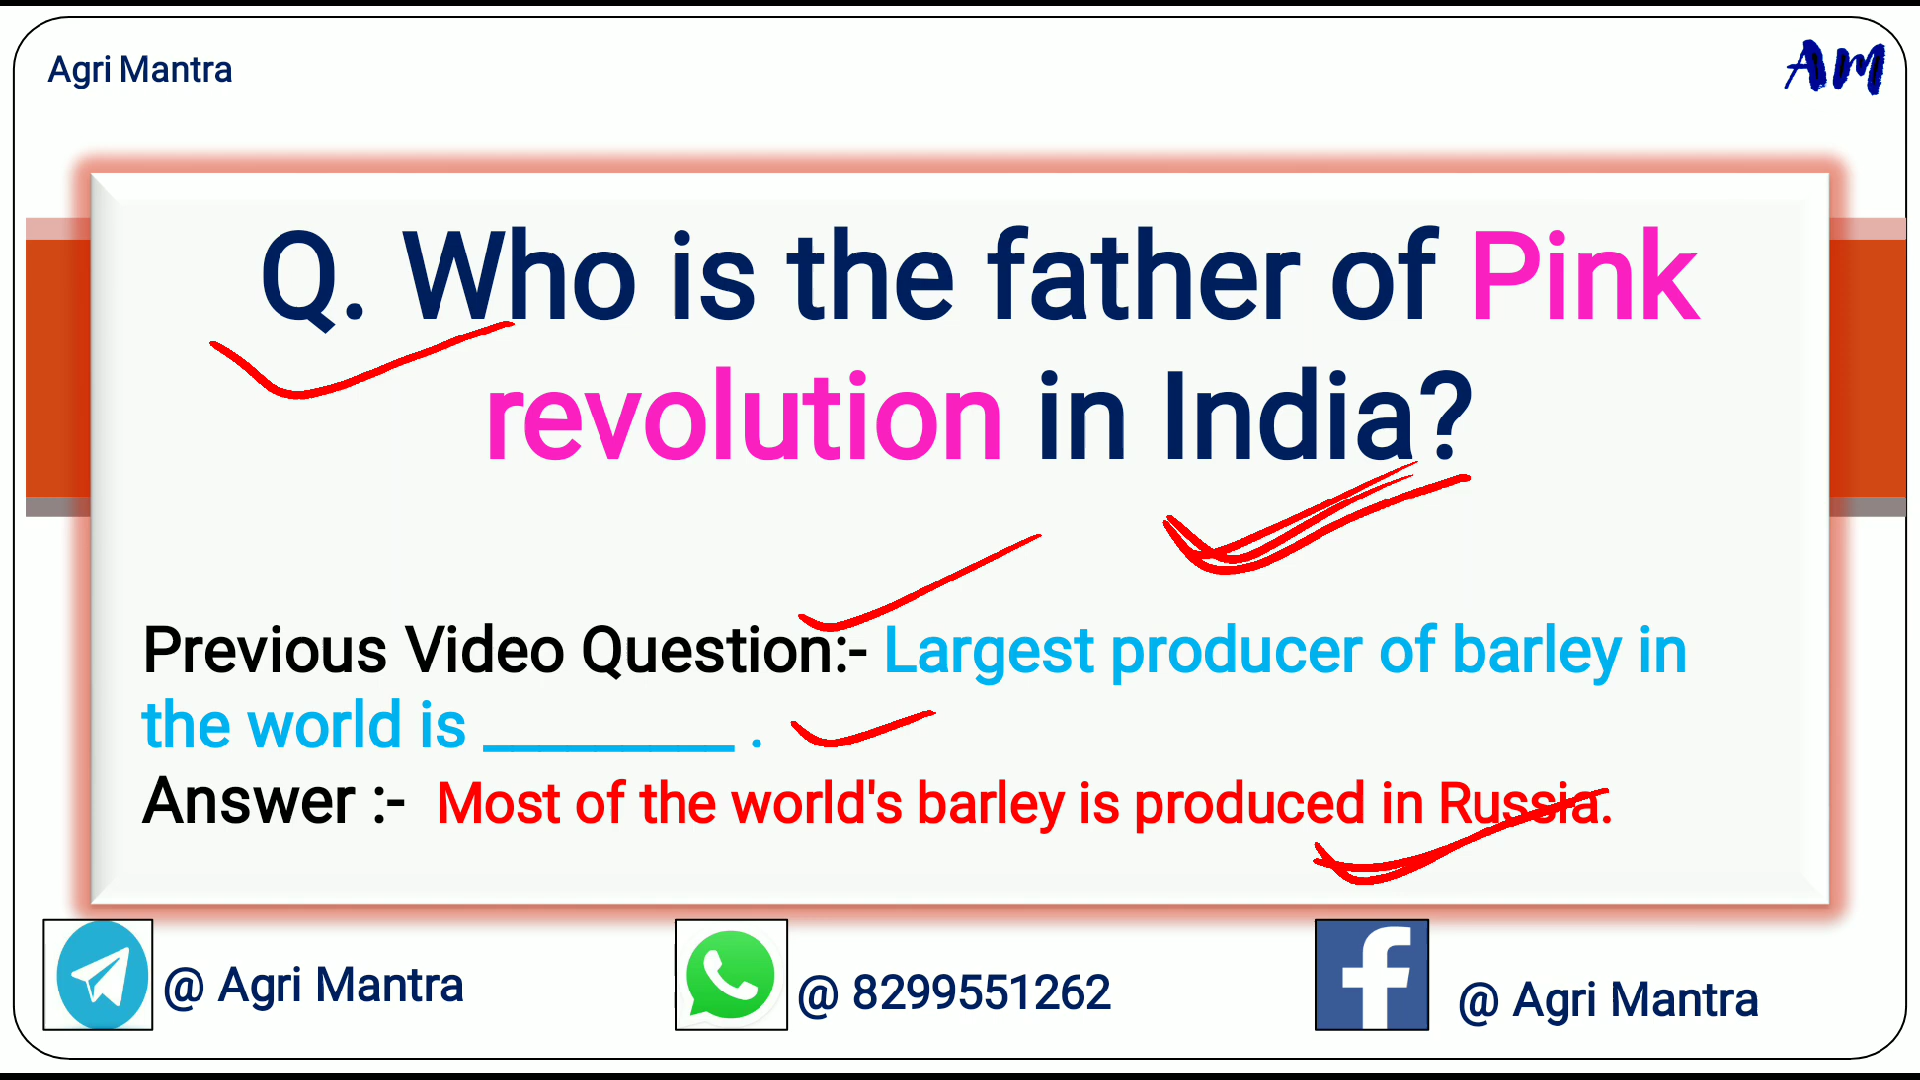 Agri Mantra
AM
Q. Who is the father of Pink
revolution in India?
Previous Video Question:- Largest producer of barley in
the world is _________ .
Answer :- Most of the world's barley is produced in Russia.
@ Agri Mantra
@ 8299551262
@ Agri Mantra